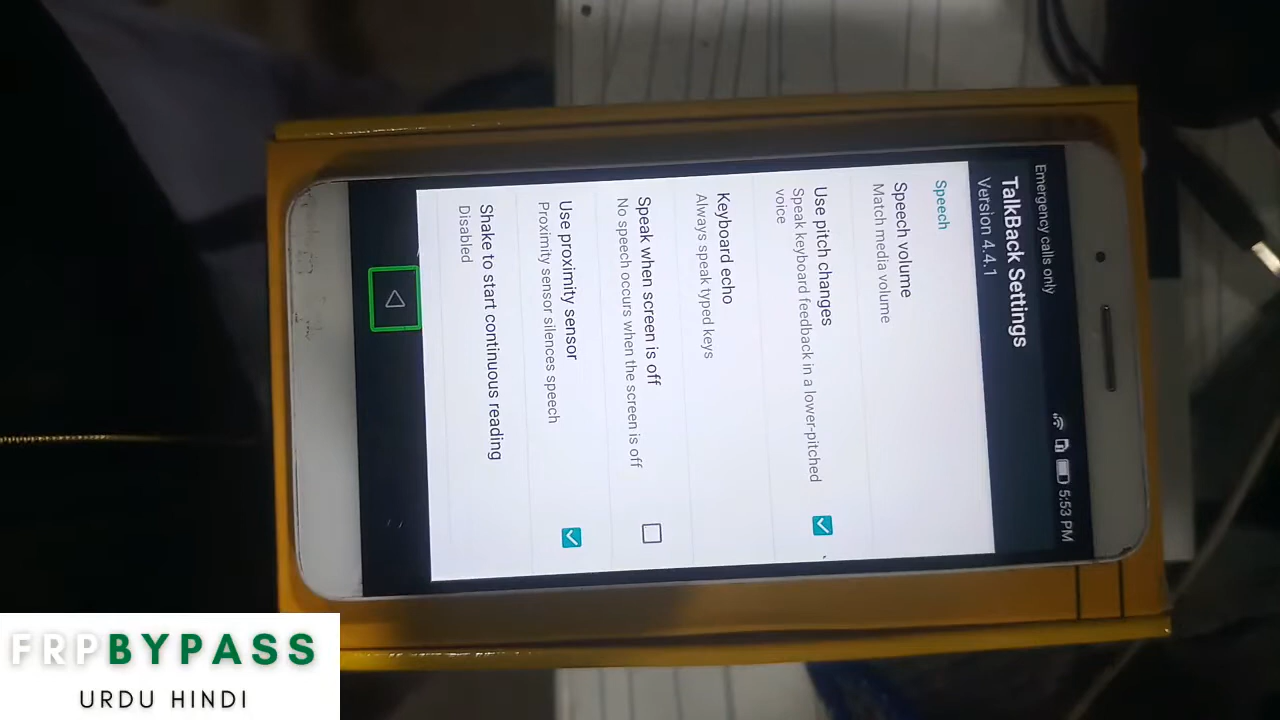 Emergency calls only
5:53 PM
TalkBack Settings
Version 4.4.1
Speech
Speech volume
Match media volume
Use pitch changes
Speak keyboard feedback in a lower-pitched
voice
Keyboard echo
Always speak typed keys
Speak when screen is off
No speech occurs when the screen is off
Use proximity sensor
Proximity sensor silences speech
Shake to start continuous reading
Disabled
FRPBYPASS
URDU HINDI